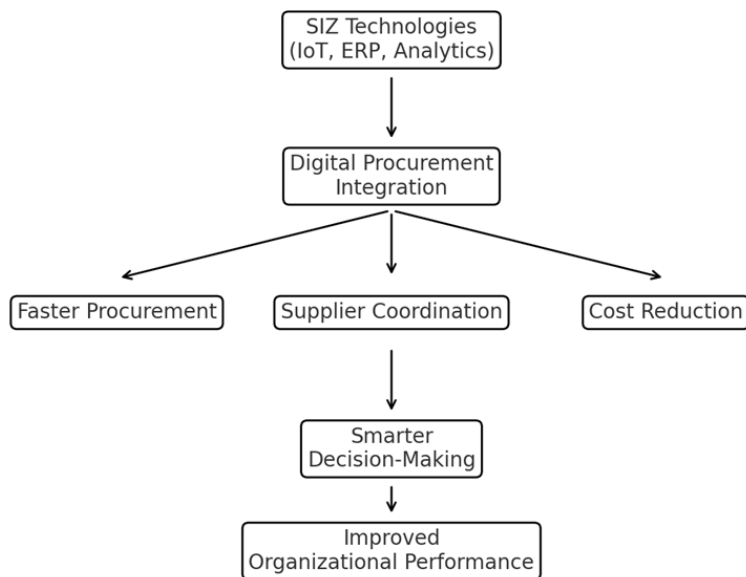 SIZ Technologies
(IoT, ERP, Analytics)
Digital Procurement
Integration
Faster Procurement
Supplier Coordination
Cost Reduction
Smarter
Decision-Making
Improved
Organizational Performance